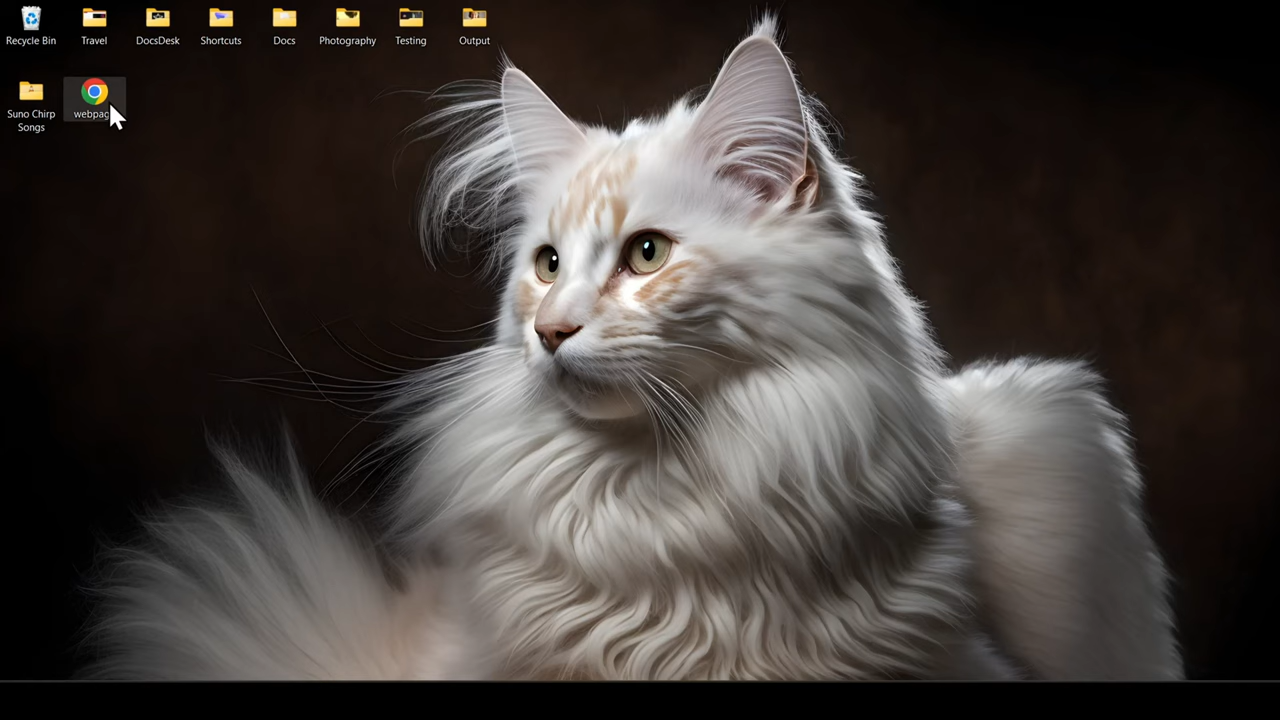 Recycle Bin
Travel
DocsDesk
Shortcuts
Docs
Photography
Testing
Output
Suno Chirp
Songs